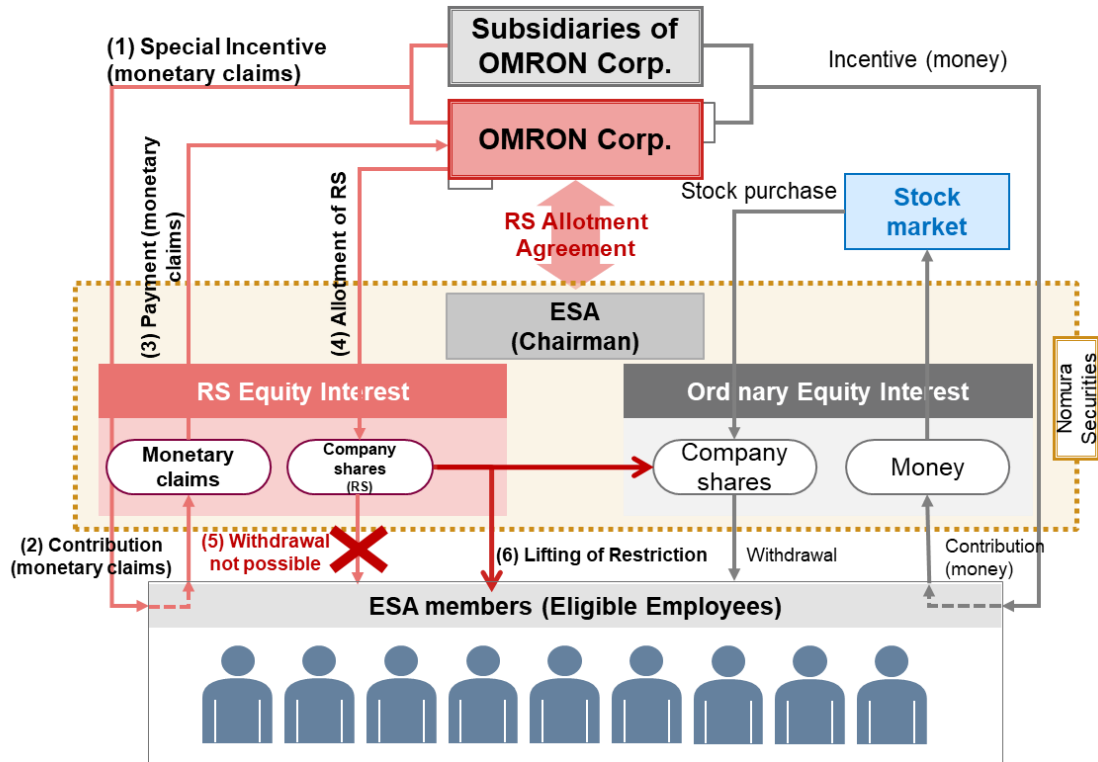 (1) Special Incentive
(monetary claims)
Subsidiaries of
OMRON Corp.
Incentive (money)
OMRON Corp.
(3) Payment (monetary
claims)
(4) Allotment of RS
RS Allotment
Agreement
Stock purchase
Stock
market
ESA
(Chairman)
Nomura
Securities
RS Equity Interest
Ordinary Equity Interest
Monetary
claims
Company
shares
(RS)
Company
shares
Money
(2) Contribution
(monetary claims)
(5) Withdrawal
not possible
(6) Lifting of Restriction
Withdrawal
Contribution
(money)
ESA members (Eligible Employees)